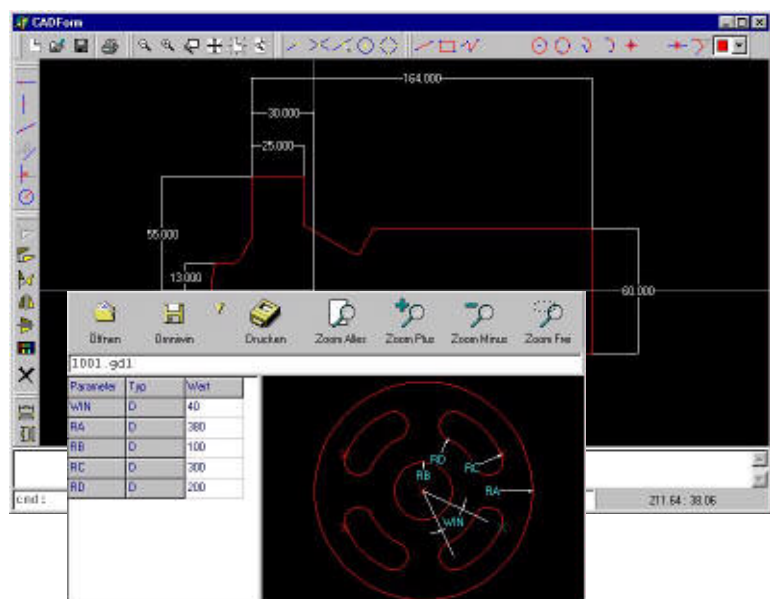 CADForm
164.000
30.000
25.000
55.000
13.000
60.000
Öffnen
Drucken
Zoom Alles
Zoom Plus
Zoom Minus
Zoom Frei
1001.gdl
Parameter Typ Wert
WIN D 40
RA D 380
RB D 100
RC D 300
RD D 200
RD
RC
RB
RA
WIN
cmd:
211.64 : 38.06